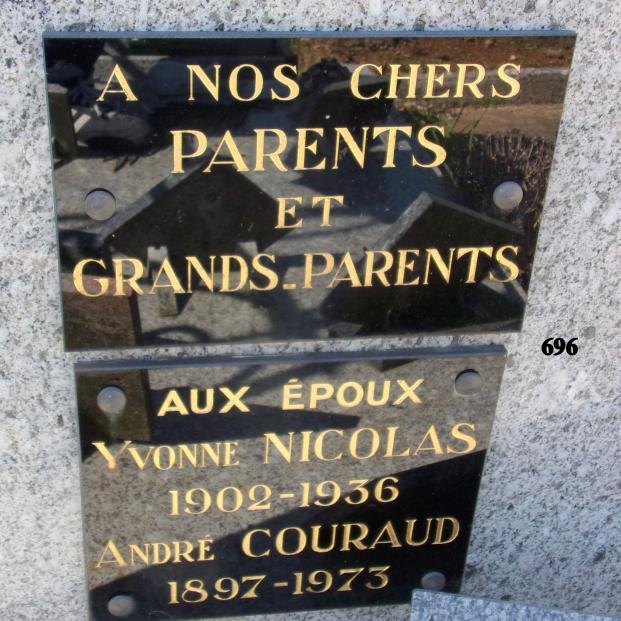 A NOS CHERS
PARENTS
ET
GRANDS-PARENTS
696
AUX ÉPOUX
YVONNE NICOLAS
1902-1936
ANDRÉ COURAUD
1897-1973